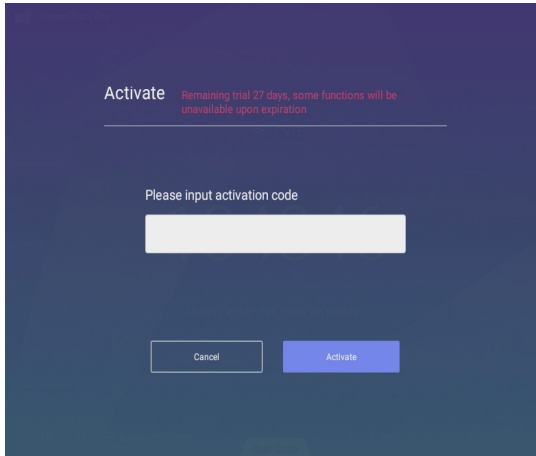 Activate
Remaining trial 27 days, some functions will be
unavailable upon expiration
Please input activation code
Cancel
Activate